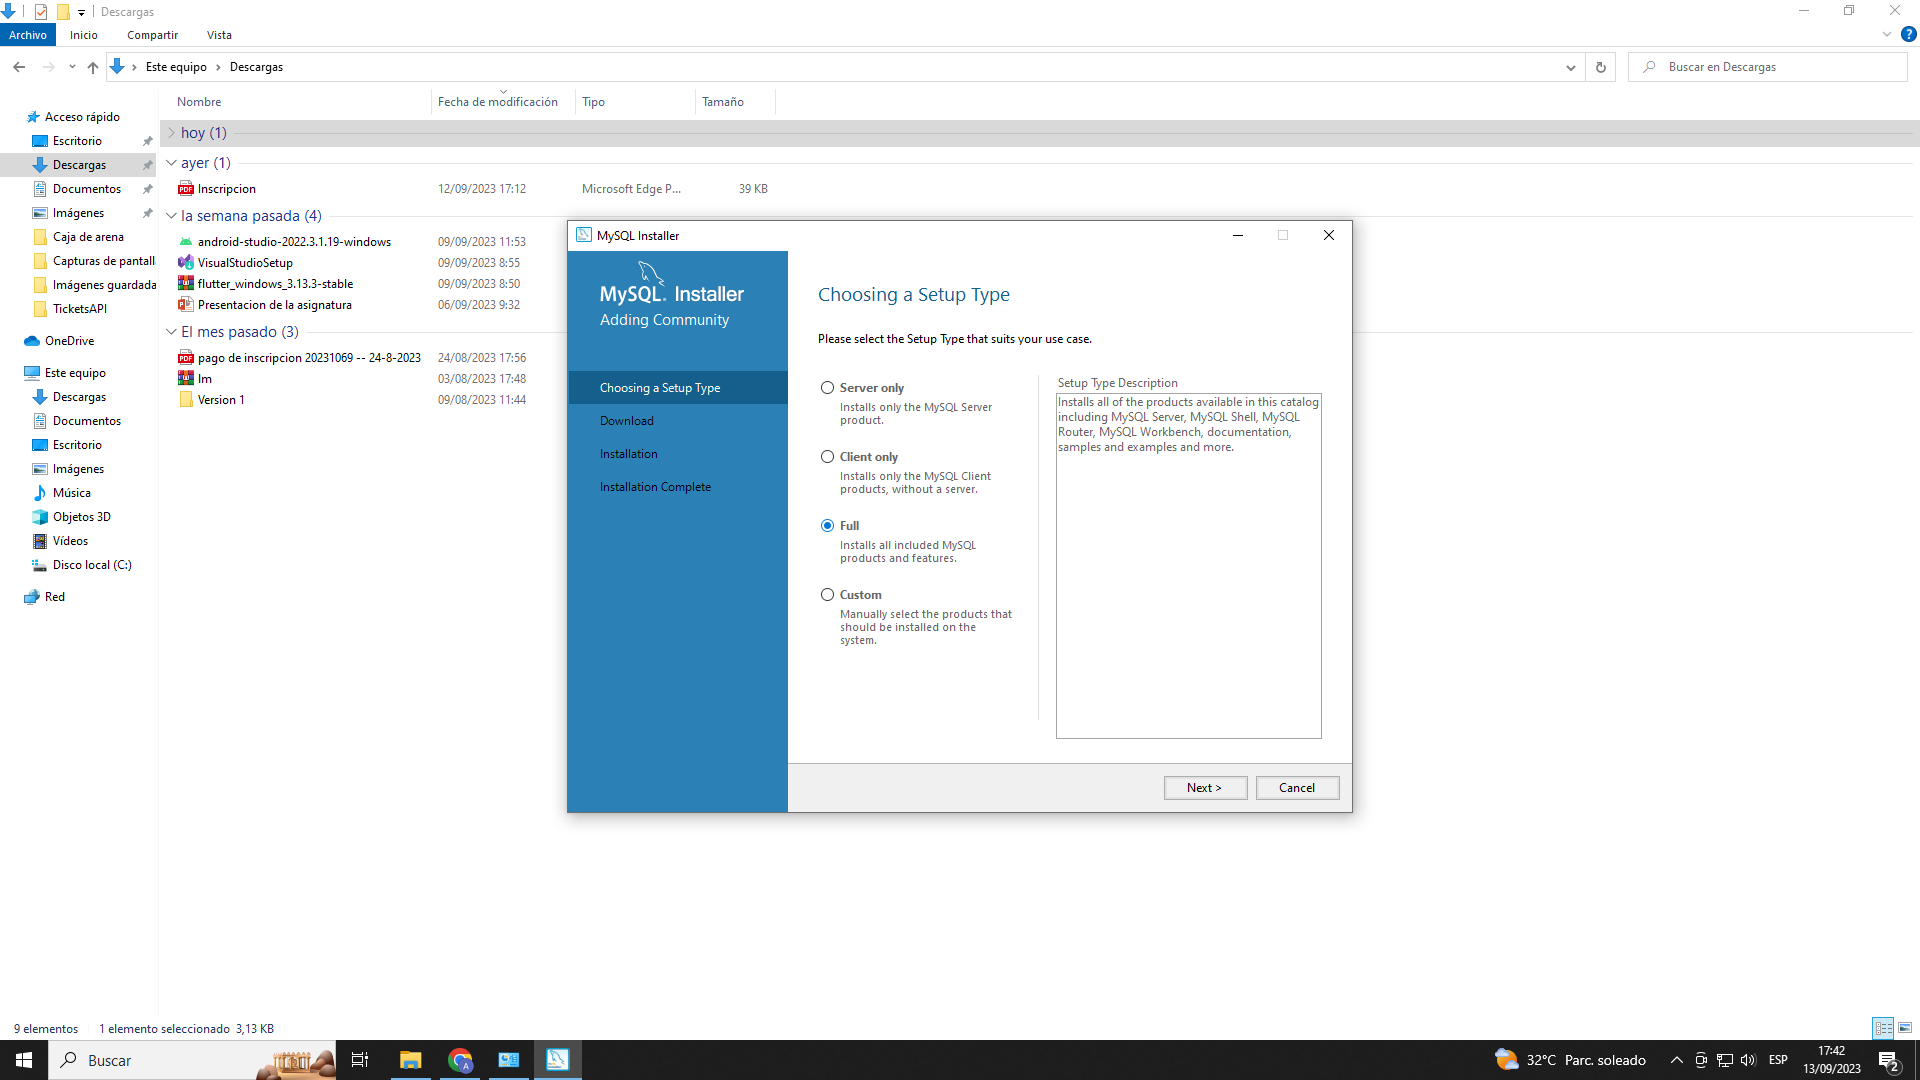 Descargas
Archivo
Inicio
Compartir
Vista
Este equipo
Descargas
Buscar en Descargas
Nombre
Fecha de modificación
Tipo
Tamaño
Acceso rápido
Escritorio
Descargas
Documentos
Imágenes
Caja de arena
Capturas de pantall
Imágenes guardada
TicketsAPI
OneDrive
Este equipo
Descargas
Documentos
Escritorio
Imágenes
Música
Objetos 3D
Vídeos
Disco local (C:)
Red
hoy (1)
ayer (1)
Inscripcion 12/09/2023 17:12 Microsoft Edge P... 39 KB
la semana pasada (4)
android-studio-2022.3.1.19-windows 09/09/2023 11:53
VisualStudioSetup 09/09/2023 8:55
flutter_windows_3.13.3-stable 09/09/2023 8:50
Presentacion de la asignatura 06/09/2023 9:32
El mes pasado (3)
pago de inscripcion 20231069 -- 24-8-2023 24/08/2023 17:56
lm 03/08/2023 17:48
Version 1 09/08/2023 11:44
MySQL Installer
MySQL. Installer
Adding Community
Choosing a Setup Type
Download
Installation
Installation Complete
Choosing a Setup Type
Please select the Setup Type that suits your use case.
Server only
Installs only the MySQL Server
product.
Client only
Installs only the MySQL Client
products, without a server.
Full
Installs all included MySQL
products and features.
Custom
Manually select the products that
should be installed on the
system.
Setup Type Description
Installs all of the products available in this catalog
including MySQL Server, MySQL Shell, MySQL
Router, MySQL Workbench, documentation,
samples and examples and more.
Next >
Cancel
9 elementos
1 elemento seleccionado 3,13 KB
Buscar
A
32°C Parc. soleado
ESP
17:42
13/09/2023
2